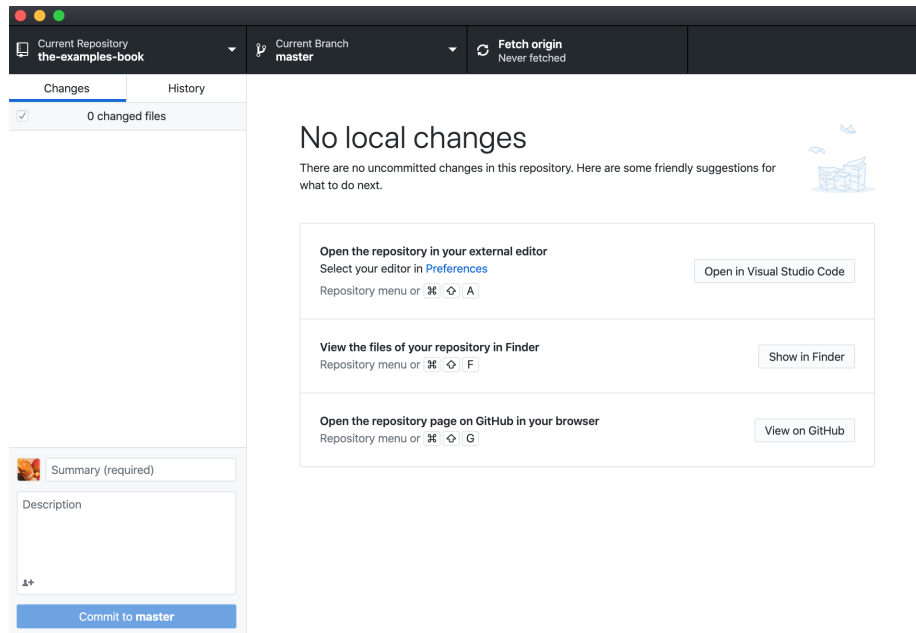 Current Repository
the-examples-book
Current Branch
master
Fetch origin
Never fetched
Changes
History
0 changed files
No local changes
There are no uncommitted changes in this repository. Here are some friendly suggestions for
what to do next.
Open the repository in your external editor
Select your editor in Preferences
Repository menu or ⌘ ⇧ A
Open in Visual Studio Code
View the files of your repository in Finder
Repository menu or ⌘ ⇧ F
Show in Finder
Open the repository page on GitHub in your browser
Repository menu or ⌘ ⇧ G
View on GitHub
Summary (required)
Description
Commit to master